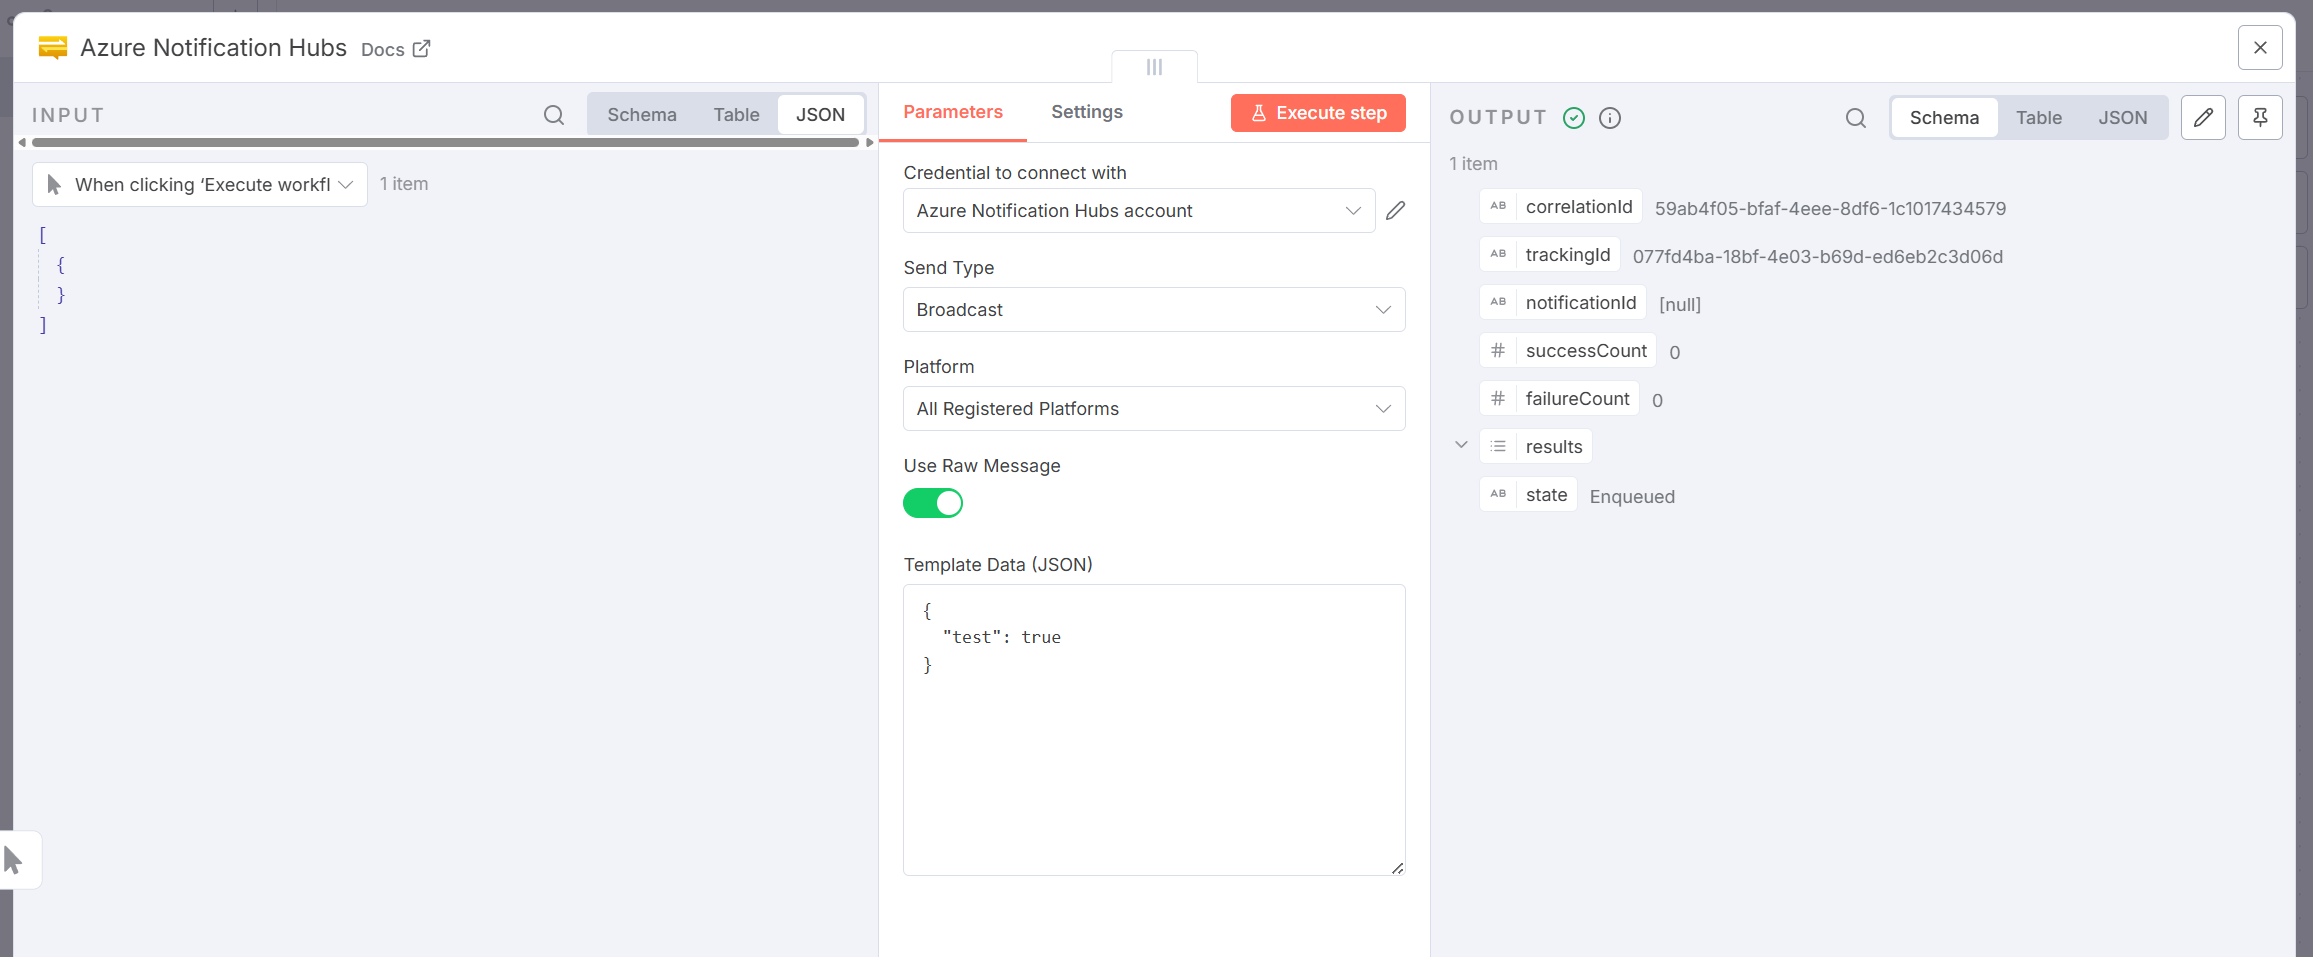 Azure Notification Hubs Docs
INPUT
Schema Table JSON
When clicking ‘Execute workfl 1 item
[
{
}
]
Parameters Settings Execute step
Credential to connect with
Azure Notification Hubs account
Send Type
Broadcast
Platform
All Registered Platforms
Use Raw Message
Template Data (JSON)
{
"test": true
}
OUTPUT Schema Table JSON
1 item
AB correlationId 59ab4f05-bfaf-4eee-8df6-1c1017434579
AB trackingId 077fd4ba-18bf-4e03-b69d-ed6eb2c3d06d
AB notificationId [null]
# successCount 0
# failureCount 0
results
AB state Enqueued